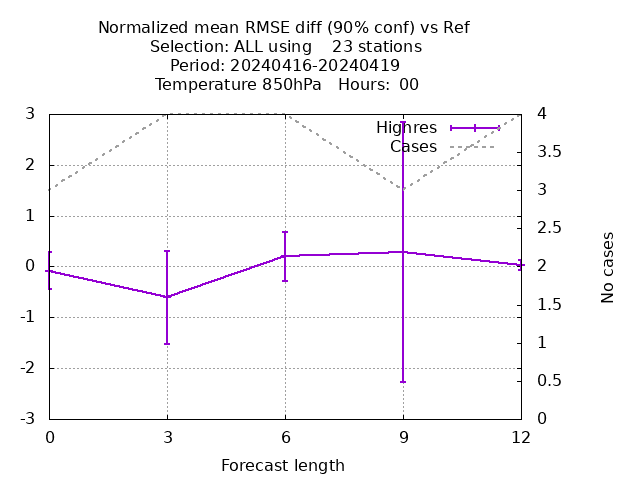 Normalized mean RMSE diff (90% conf) vs Ref
Selection: ALL using    23 stations
Period: 20240416-20240419
Temperature 850hPa   Hours:  00
Highres
Cases
3
2
1
0
-1
-2
-3
4
3.5
3
2.5
2
1.5
1
0.5
0
No cases
0 3 6 9 12
Forecast length